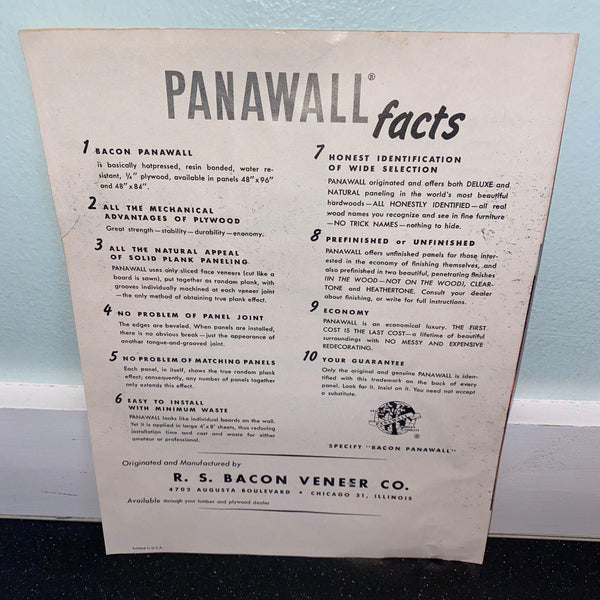 PANAWALL® facts
1 BACON PANAWALL
is basically hotpressed, resin bonded, water re-
sistant, ¼" plywood, available in panels 48"x96"
and 48"x84".
2 ALL THE MECHANICAL
ADVANTAGES OF PLYWOOD
Great strength—stability—durability—economy.
3 ALL THE NATURAL APPEAL
OF SOLID PLANK PANELING
PANAWALL uses only sliced face veneers (cut like a
board is sawn), put together as random plank, with
grooves individually machined at each veneer joint
—the only method of obtaining true plank effect.
4 NO PROBLEM OF PANEL JOINT
The edges are beveled. When panels are installed,
there is no obvious break—just the appearance of
another tongue-and-grooved joint.
5 NO PROBLEM OF MATCHING PANELS
Each panel, in itself, shows the true random plank
effect; consequently, any number of panels together
only extends this effect.
6 EASY TO INSTALL
WITH MINIMUM WASTE
PANAWALL looks like individual boards on the wall.
Yet it is applied in large 4'x8' sheets, thus reducing
installation time and cost and waste for either
amateur or professional.
7 HONEST IDENTIFICATION
OF WIDE SELECTION
PANAWALL originated and offers both DELUXE and
NATURAL paneling in the world's most beautiful
hardwoods—ALL HONESTLY IDENTIFIED—all real
wood names you recognize and see in fine furniture
—NO TRICK NAMES—nothing to hide.
8 PREFINISHED or UNFINISHED
PANAWALL offers unfinished panels for those inter-
ested in the economy of finishing themselves, and
also prefinished in two beautiful, penetrating finishes
(IN THE WOOD—NOT ON THE WOOD), CLEAR-
TONE and HEATHERTONE. Consult your dealer
about finishing, or write for full instructions.
9 ECONOMY
PANAWALL is an economical luxury. THE FIRST
COST IS THE LAST COST—a lifetime of beautiful
surroundings with NO MESSY AND EXPENSIVE
REDECORATING.
10 YOUR GUARANTEE
Only the original and genuine PANAWALL is iden-
tified with this trademark on the back of every
panel. Look for it. Insist on it. You need not accept
a substitute.
®
SPECIFY "BACON PANAWALL"
Originated and Manufactured by
R. S. BACON VENEER CO.
4702 AUGUSTA BOULEVARD • CHICAGO 51, ILLINOIS
Available through your lumber and plywood dealer
Printed in U.S.A.